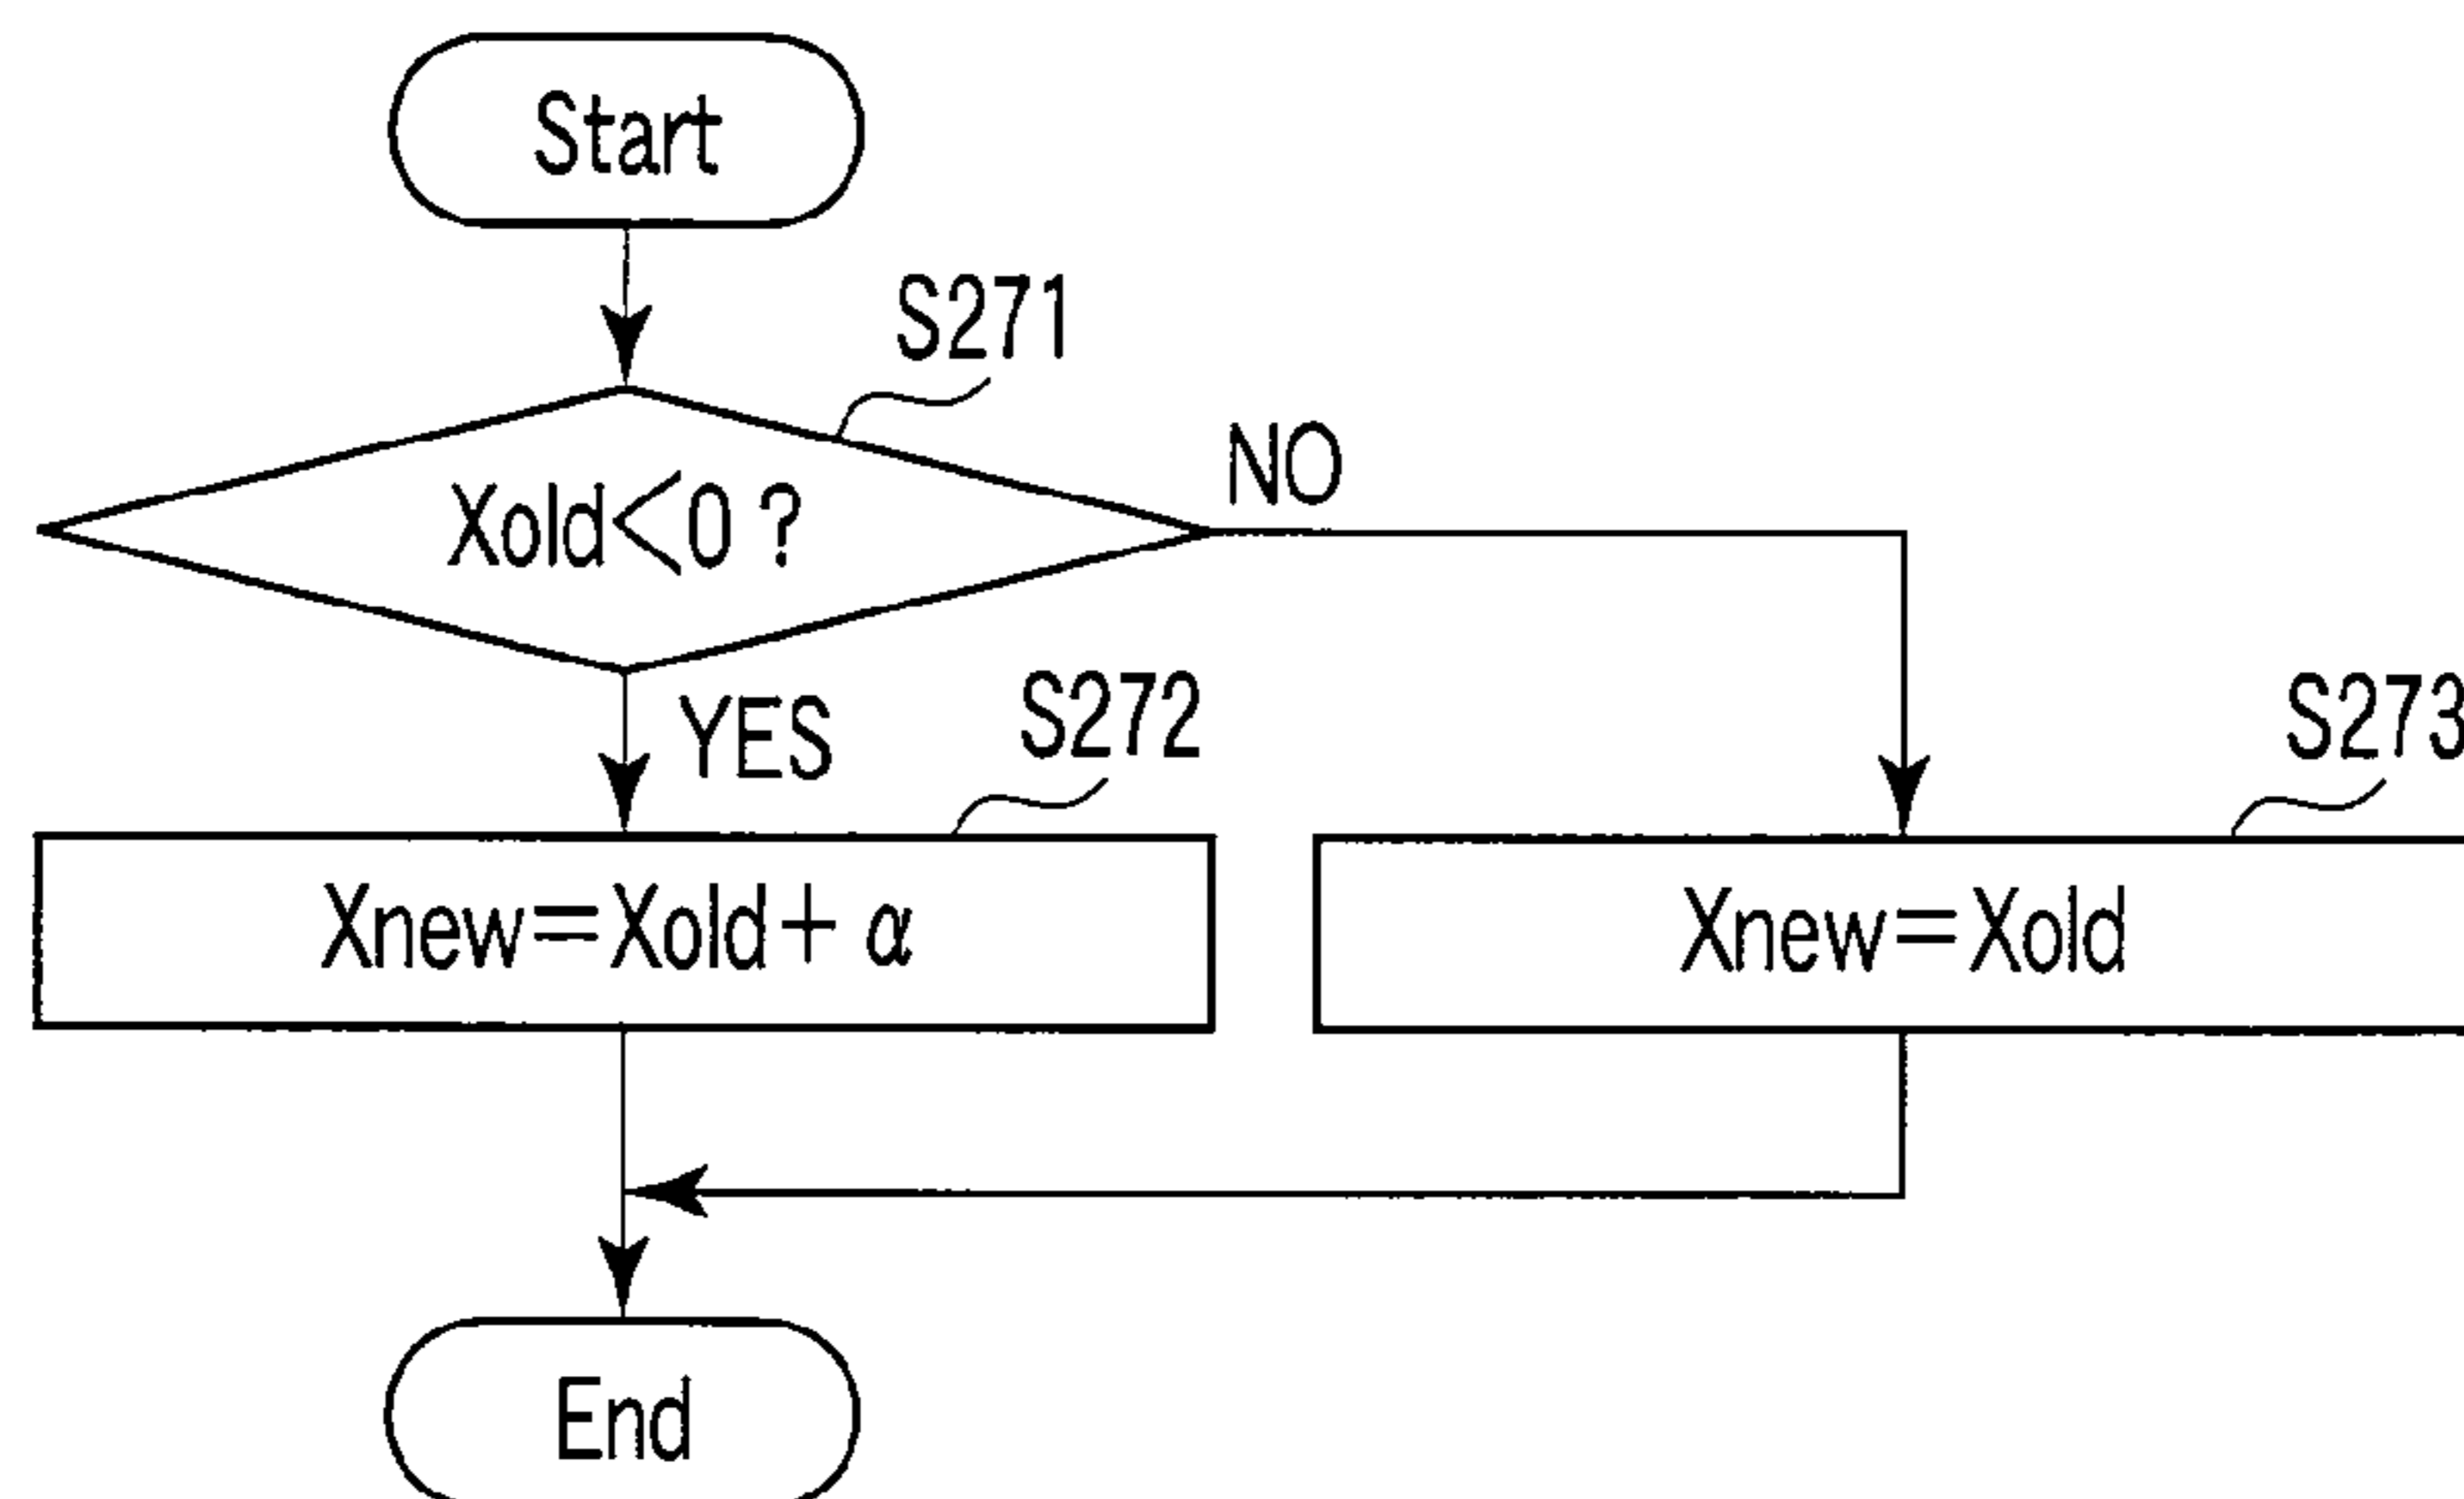 Start
S271
Xold<0 ?
NO
YES
S272
S273
Xnew=Xold+ α
Xnew=Xold
End